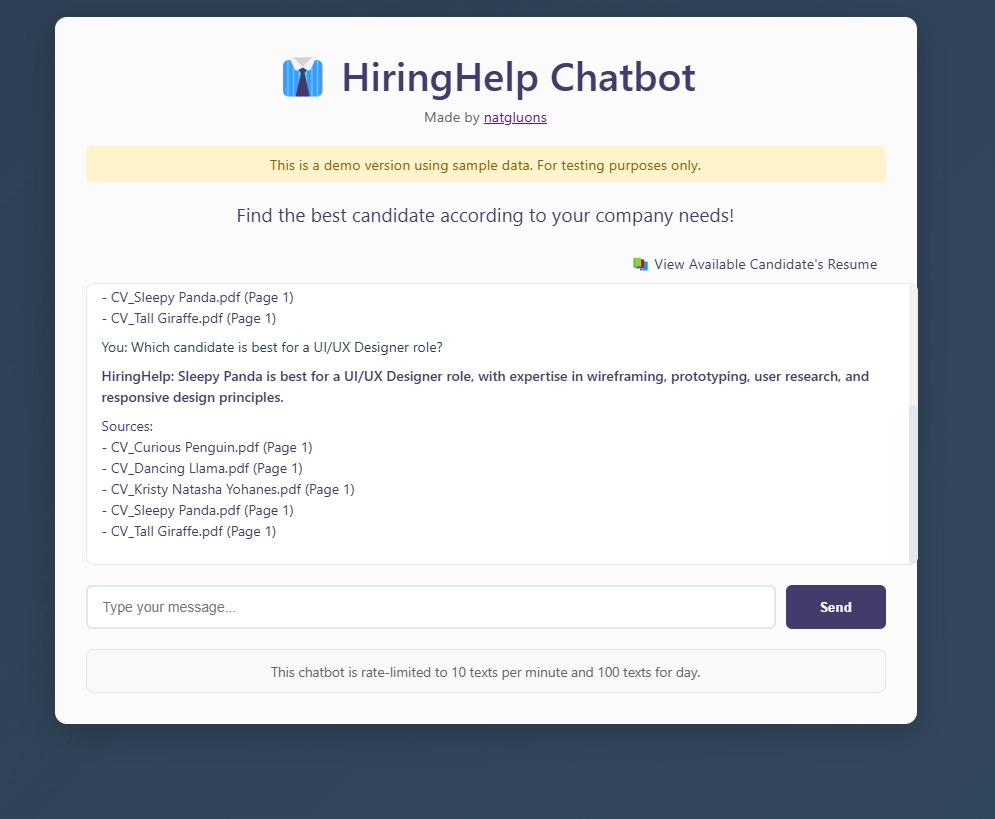 HiringHelp Chatbot
Made by natgluons
This is a demo version using sample data. For testing purposes only.
Find the best candidate according to your company needs!
View Available Candidate's Resume
- CV_Sleepy Panda.pdf (Page 1)
- CV_Tall Giraffe.pdf (Page 1)
You: Which candidate is best for a UI/UX Designer role?
HiringHelp: Sleepy Panda is best for a UI/UX Designer role, with expertise in wireframing, prototyping, user research, and
responsive design principles.
Sources:
- CV_Curious Penguin.pdf (Page 1)
- CV_Dancing Llama.pdf (Page 1)
- CV_Kristy Natasha Yohanes.pdf (Page 1)
- CV_Sleepy Panda.pdf (Page 1)
- CV_Tall Giraffe.pdf (Page 1)
Type your message...
Send
This chatbot is rate-limited to 10 texts per minute and 100 texts for day.